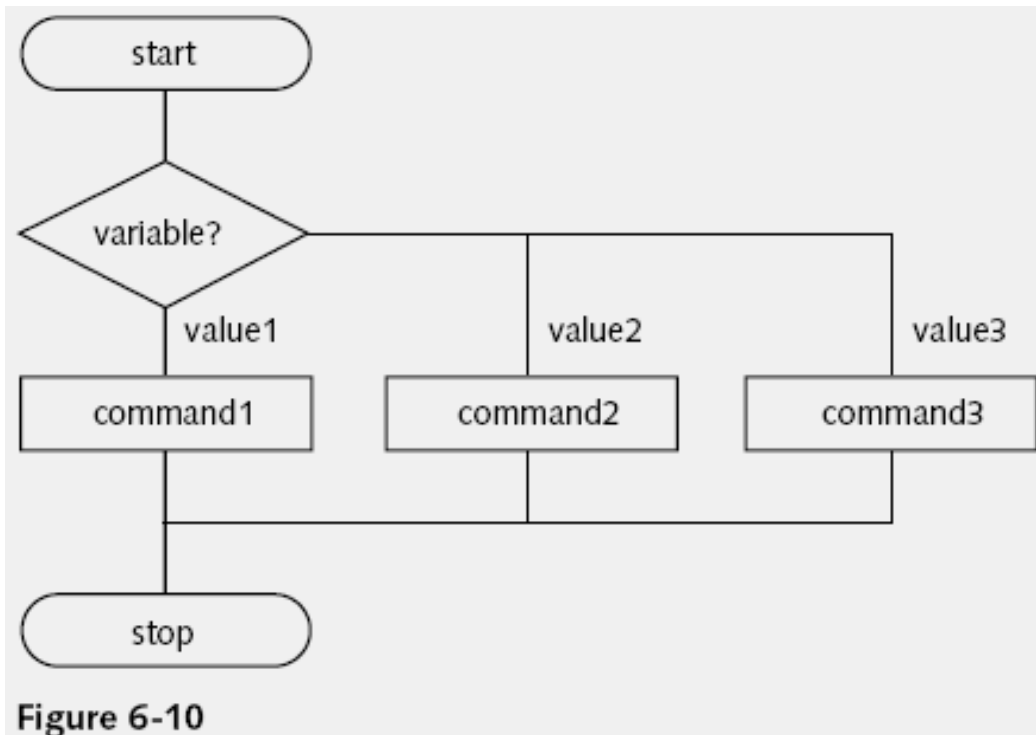 start
variable?
value1
value2
value3
command1
command2
command3
stop
Figure 6-10